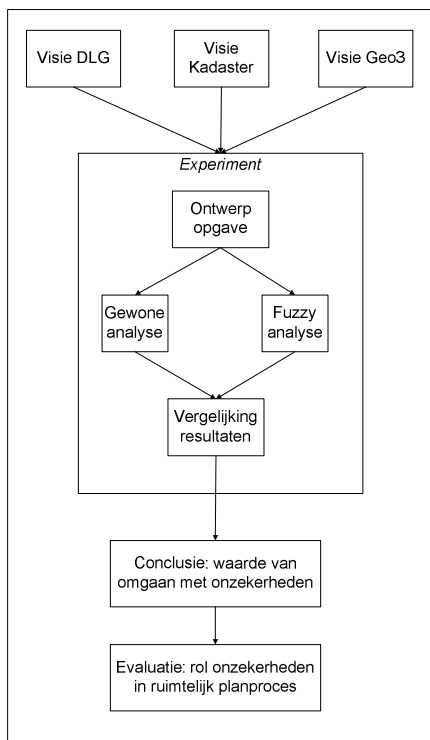 Visie DLG
Visie
Kadaster
Visie Geo3
Experiment
Ontwerp
opgave
Gewone
analyse
Fuzzy
analyse
Vergelijking
resultaten
Conclusie: waarde van
omgaan met onzekerheden
Evaluatie: rol onzekerheden
in ruimtelijk planproces